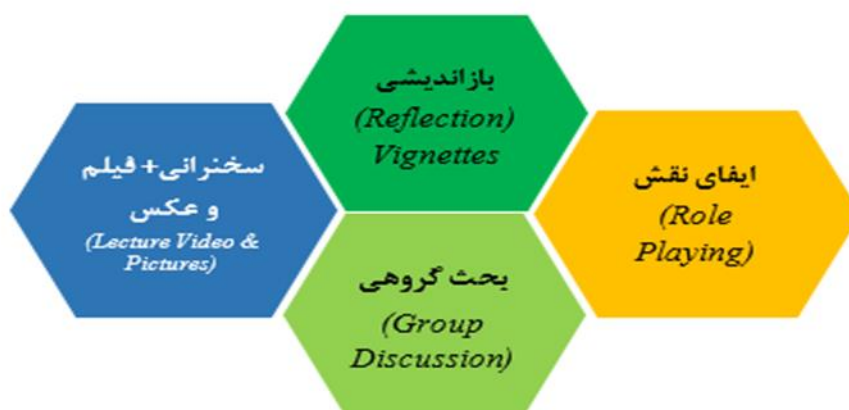 بازاندیشی
(Reflection)
Vignettes
سخنرانی+ فیلم
و عکس
(Lecture Video &
Pictures)
ایفای نقش
(Role
Playing)
بحث گروهی
(Group
Discussion)